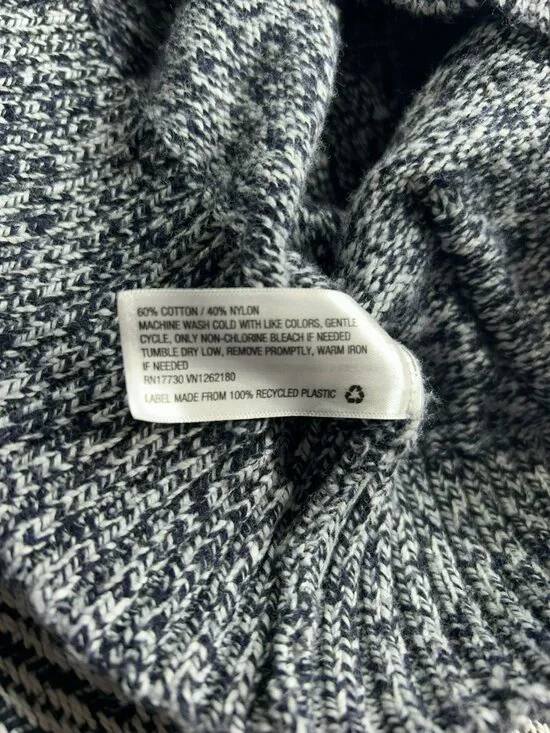 60% COTTON / 40% NYLON
MACHINE WASH COLD WITH LIKE COLORS, GENTLE
CYCLE, ONLY NON-CHLORINE BLEACH IF NEEDED
TUMBLE DRY LOW, REMOVE PROMPTLY, WARM IRON
IF NEEDED
RN17730 VN1262180
LABEL MADE FROM 100% RECYCLED PLASTIC